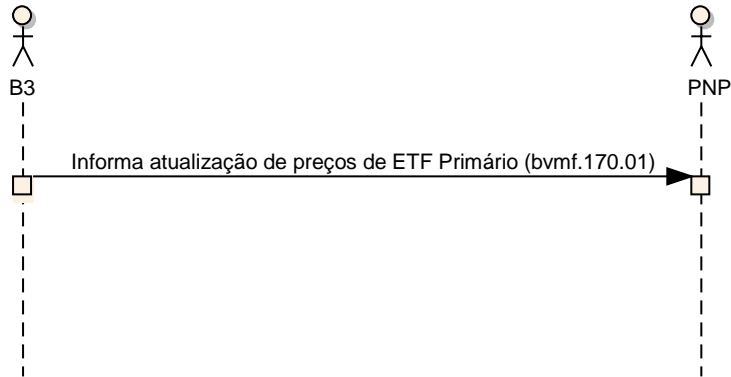 B3
PNP
Informa atualização de preços de ETF Primário (bvmf.170.01)